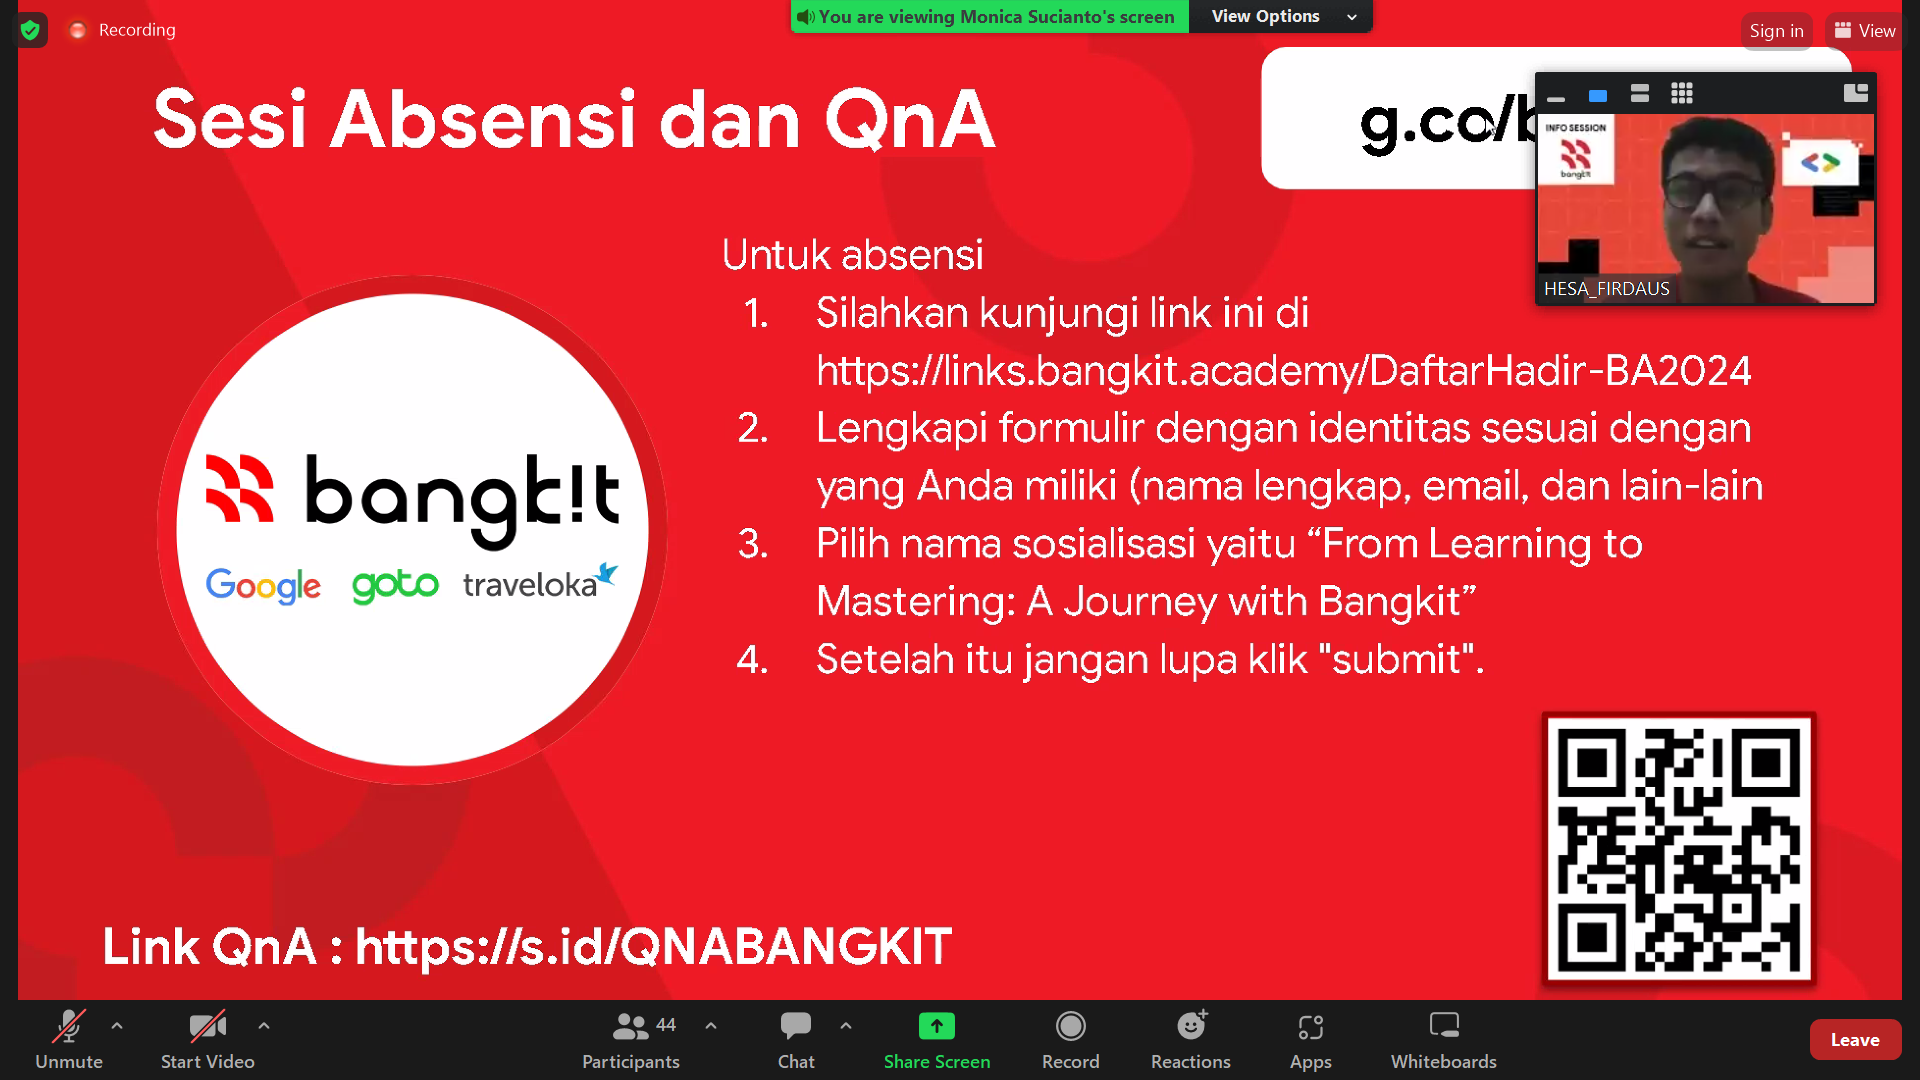 Recording
You are viewing Monica Sucianto's screen
View Options
Sign in
View
Sesi Absensi dan QnA
g.co/b
INFO SESSION
bangkit
HESA_FIRDAUS
Untuk absensi
1. Silahkan kunjungi link ini di
https://links.bangkit.academy/DaftarHadir-BA2024
2. Lengkapi formulir dengan identitas sesuai dengan
yang Anda miliki (nama lengkap, email, dan lain-lain
3. Pilih nama sosialisasi yaitu “From Learning to
Mastering: A Journey with Bangkit”
4. Setelah itu jangan lupa klik "submit".
bangk!t
Google goto traveloka
Link QnA : https://s.id/QNABANGKIT
Unmute
Start Video
44
Participants
Chat
Share Screen
Record
Reactions
Apps
Whiteboards
Leave